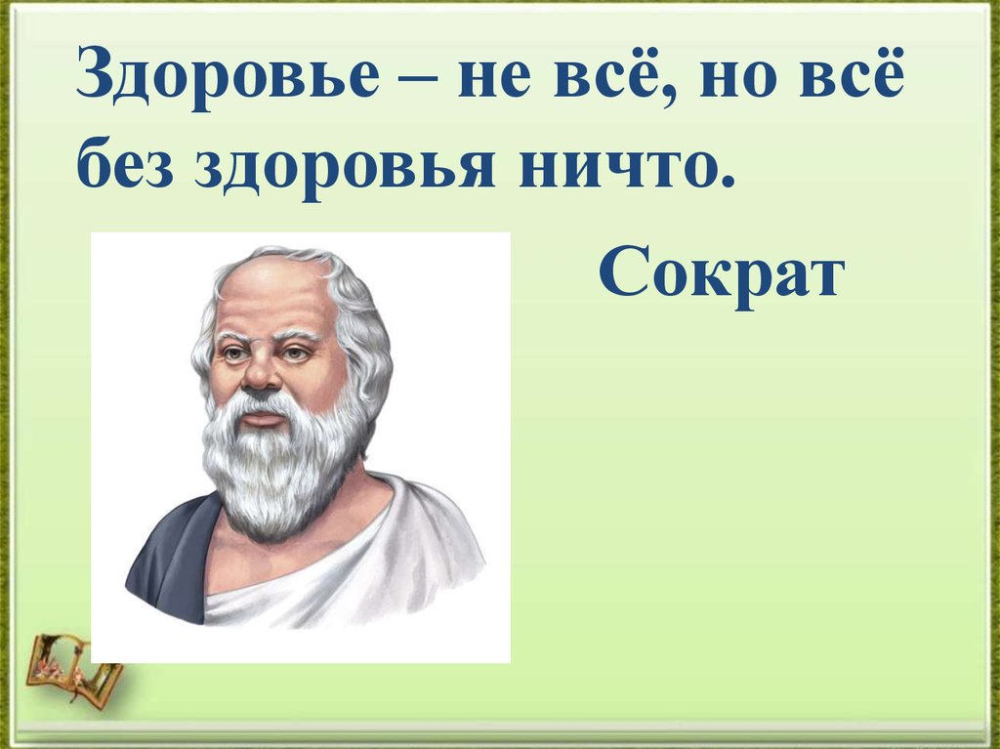 Здоровье – не всё, но всё
без здоровья ничто.
Сократ